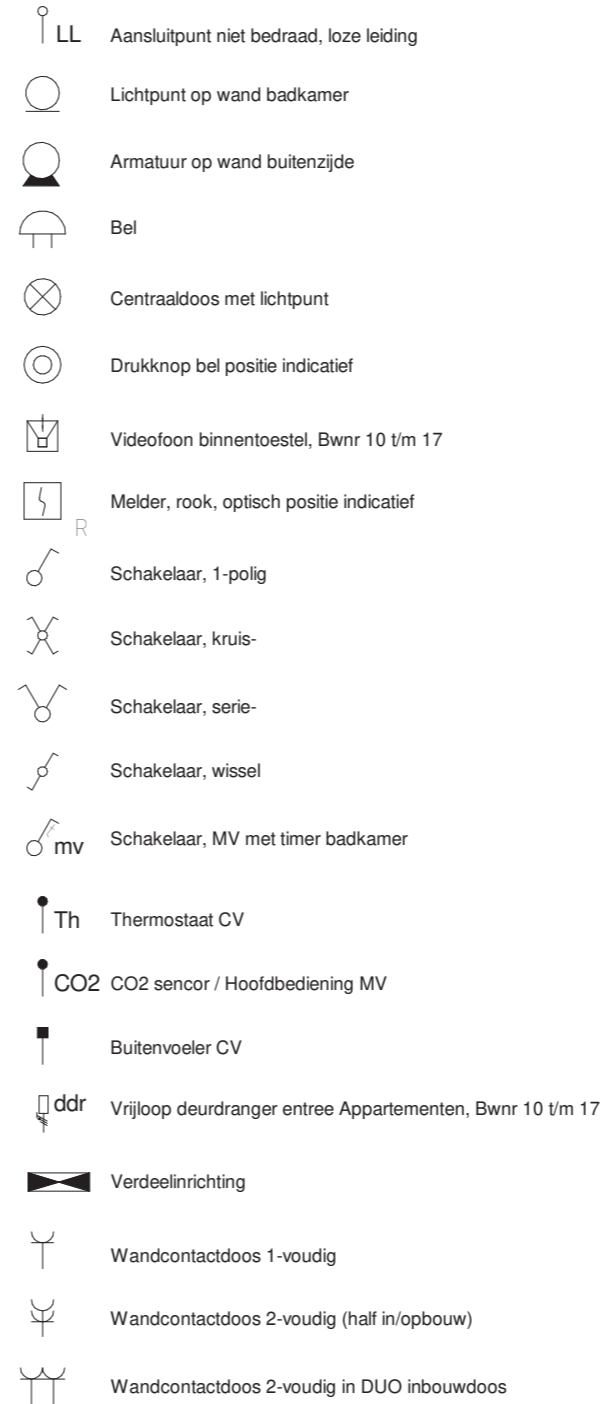 LL Aansluitpunt niet bedraad, loze leiding
Lichtpunt op wand badkamer
Armatuur op wand buitenzijde
Bel
Centraaldoos met lichtpunt
Drukknop bel positie indicatief
Videofoon binnentoestel, Bwnr 10 t/m 17
Melder, rook, optisch positie indicatief
R
Schakelaar, 1-polig
Schakelaar, kruis-
Schakelaar, serie-
Schakelaar, wissel
mv Schakelaar, MV met timer badkamer
Th Thermostaat CV
CO2 CO2 sencor / Hoofdbediening MV
Buitenvoeler CV
ddr Vrijloop deurdranger entree Appartementen, Bwnr 10 t/m 17
Verdeelinrichting
Wandcontactdoos 1-voudig
Wandcontactdoos 2-voudig (half in/opbouw)
Wandcontactdoos 2-voudig in DUO inbouwdoos